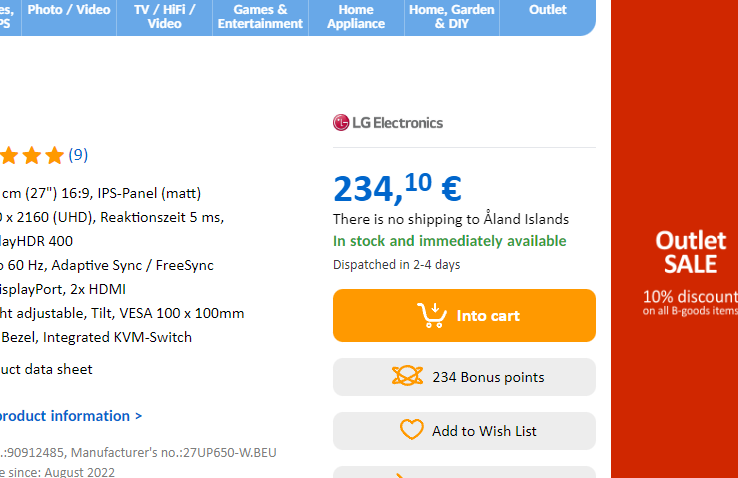 Photo / Video
TV / HiFi /
Video
Games &
Entertainment
Home
Appliance
Home, Garden
& DIY
Outlet
(9)
cm (27") 16:9, IPS-Panel (matt)
x 2160 (UHD), Reaktionszeit 5 ms,
layHDR 400
60 Hz, Adaptive Sync / FreeSync
isplayPort, 2x HDMI
ht adjustable, Tilt, VESA 100 x 100mm
Bezel, Integrated KVM-Switch
uct data sheet
product information >
.:90912485, Manufacturer's no.:27UP650-W.BEU
e since: August 2022
LG Electronics
234,10 €
There is no shipping to Åland Islands
In stock and immediately available
Dispatched in 2-4 days
Into cart
234 Bonus points
Add to Wish List
Outlet
SALE
10% discount
on all B-goods items